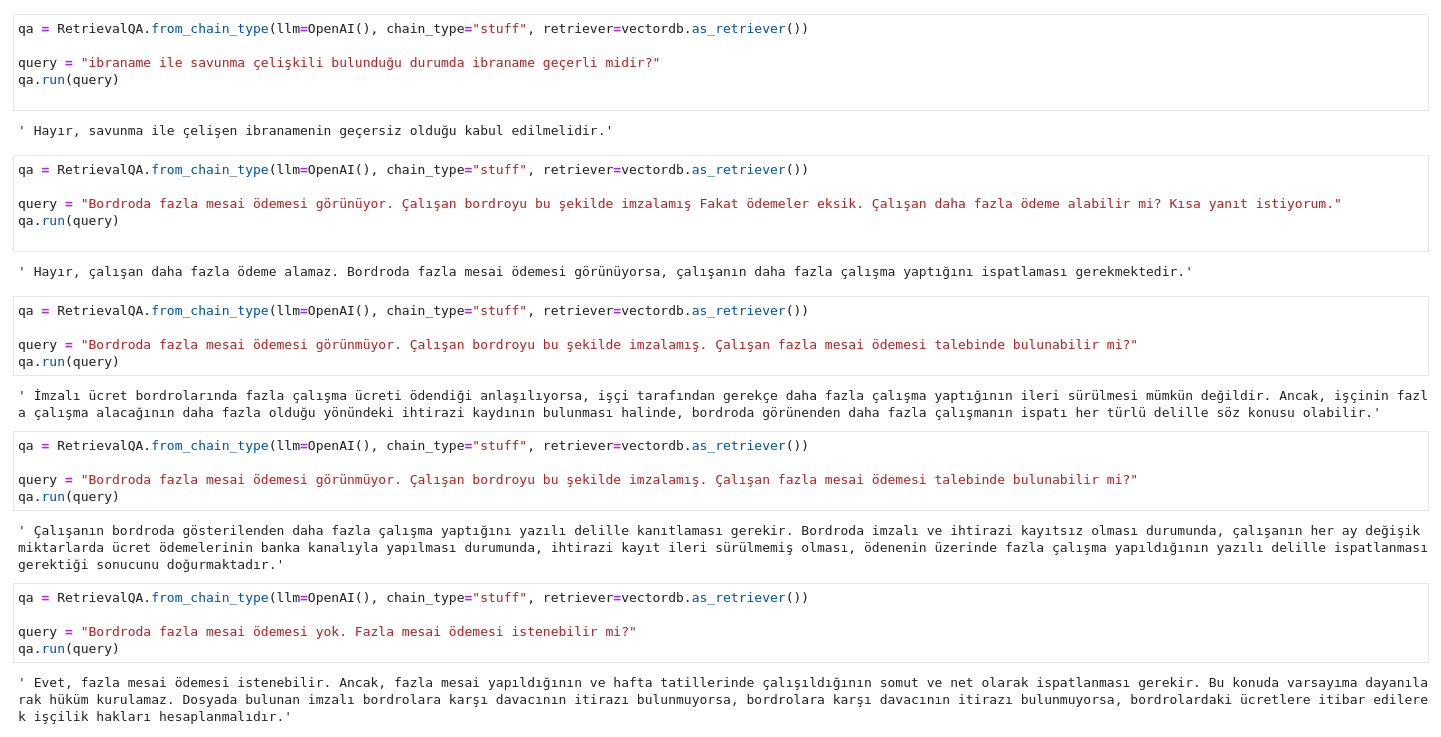 qa = RetrievalQA.from_chain_type(llm=OpenAI(), chain_type="stuff", retriever=vectordb.as_retriever())
query = "ibraname ile savunma çelişkili bulunduğu durumda ibraname geçerli midir?"
qa.run(query)
' Hayır, savunma ile çelişen ibranamenin geçersiz olduğu kabul edilmelidir.'
qa = RetrievalQA.from_chain_type(llm=OpenAI(), chain_type="stuff", retriever=vectordb.as_retriever())
query = "Bordroda fazla mesai ödemesi görünüyor. Çalışan bordroyu bu şekilde imzalamış Fakat ödemeler eksik. Çalışan daha fazla ödeme alabilir mi? Kısa yanıt istiyorum."
qa.run(query)
' Hayır, çalışan daha fazla ödeme alamaz. Bordroda fazla mesai ödemesi görünüyorsa, çalışanın daha fazla çalışma yaptığını ispatlaması gerekmektedir.'
qa = RetrievalQA.from_chain_type(llm=OpenAI(), chain_type="stuff", retriever=vectordb.as_retriever())
query = "Bordroda fazla mesai ödemesi görünmüyor. Çalışan bordroyu bu şekilde imzalamış. Çalışan fazla mesai ödemesi talebinde bulunabilir mi?"
qa.run(query)
' İmzalı ücret bordrolarında fazla çalışma ücreti ödendiği anlaşılıyorsa, işçi tarafından gerekçe daha fazla çalışma yaptığının ileri sürülmesi mümkün değildir. Ancak, işçinin fazl
a çalışma alacağının daha fazla olduğu yönündeki ihtirazi kaydının bulunması halinde, bordroda görünenden daha fazla çalışmanın ispatı her türlü delille söz konusu olabilir.'
qa = RetrievalQA.from_chain_type(llm=OpenAI(), chain_type="stuff", retriever=vectordb.as_retriever())
query = "Bordroda fazla mesai ödemesi görünmüyor. Çalışan bordroyu bu şekilde imzalamış. Çalışan fazla mesai ödemesi talebinde bulunabilir mi?"
qa.run(query)
' Çalışanın bordroda gösterilenden daha fazla çalışma yaptığını yazılı delille kanıtlaması gerekir. Bordroda imzalı ve ihtirazi kayıtsız olması durumunda, çalışanın her ay değişik
miktarlarda ücret ödemelerinin banka kanalıyla yapılması durumunda, ihtirazi kayıt ileri sürülmemiş olması, ödenenin üzerinde fazla çalışma yapıldığının yazılı delille ispatlanması
gerektiği sonucunu doğurmaktadır.'
qa = RetrievalQA.from_chain_type(llm=OpenAI(), chain_type="stuff", retriever=vectordb.as_retriever())
query = "Bordroda fazla mesai ödemesi yok. Fazla mesai ödemesi istenebilir mi?"
qa.run(query)
' Evet, fazla mesai ödemesi istenebilir. Ancak, fazla mesai yapıldığının ve hafta tatillerinde çalışıldığının somut ve net olarak ispatlanması gerekir. Bu konuda varsayıma dayanıla
rak hüküm kurulamaz. Dosyada bulunan imzalı bordrolara karşı davacının itirazı bulunmuyorsa, bordrolara karşı davacının itirazı bulunmuyorsa, bordrolardaki ücretlere itibar edilere
k işçilik hakları hesaplanmalıdır.'